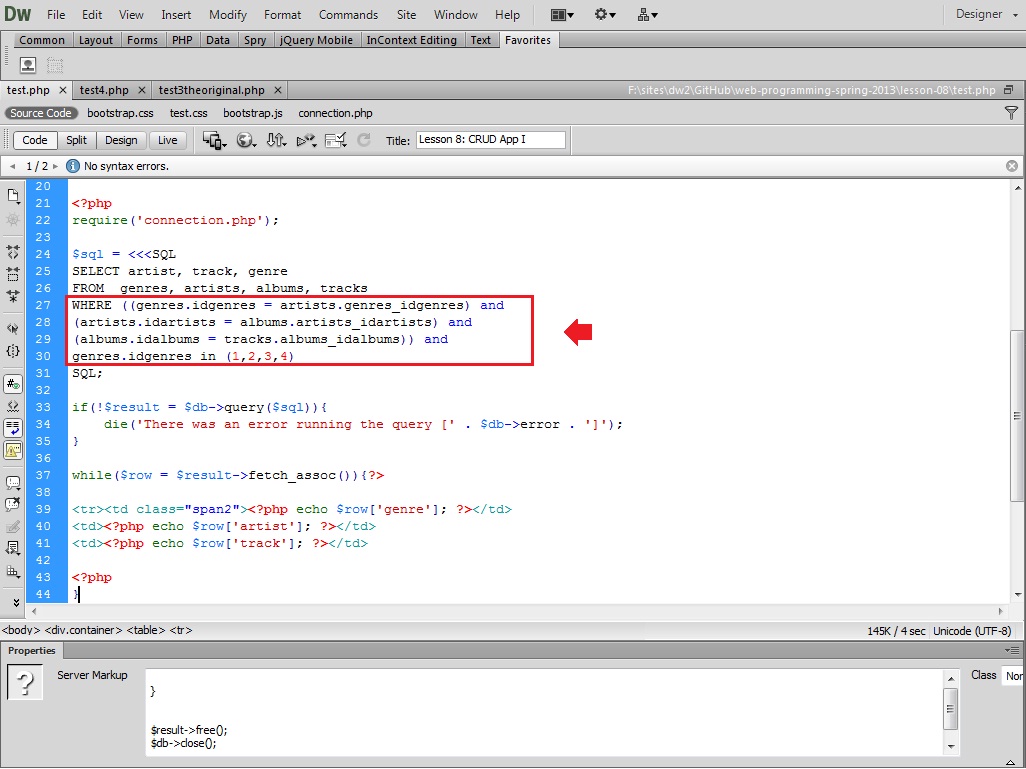 Dw File Edit View Insert Modify Format Commands Site Window Help Designer
Common Layout Forms PHP Data Spry jQuery Mobile InContext Editing Text Favorites
test.php test4.php test3theoriginal.php F:\sites\dw2\GitHub\web-programming-spring-2013\lesson-08\test.php
Source Code bootstrap.css test.css bootstrap.js connection.php
Code Split Design Live Title: Lesson 8: CRUD App I
1 / 2 No syntax errors.
20
21 <?php
22 require('connection.php');
23
24 $sql = <<<SQL
25 SELECT artist, track, genre
26 FROM  genres, artists, albums, tracks
27 WHERE ((genres.idgenres = artists.genres_idgenres) and
28 (artists.idartists = albums.artists_idartists) and
29 (albums.idalbums = tracks.albums_idalbums)) and
30 genres.idgenres in (1,2,3,4)
31 SQL;
32
33 if(!$result = $db->query($sql)){
34     die('There was an error running the query [' . $db->error . ']');
35 }
36
37 while($row = $result->fetch_assoc()){?>
38
39 <tr><td class="span2"><?php echo $row['genre']; ?></td>
40 <td><?php echo $row['artist']; ?></td>
41 <td><?php echo $row['track']; ?></td>
42
43 <?php
44 }
<body> <div.container> <table> <tr> 145K / 4 sec Unicode (UTF-8)
Properties
? Server Markup Class Nor
}
$result->free();
$db->close();